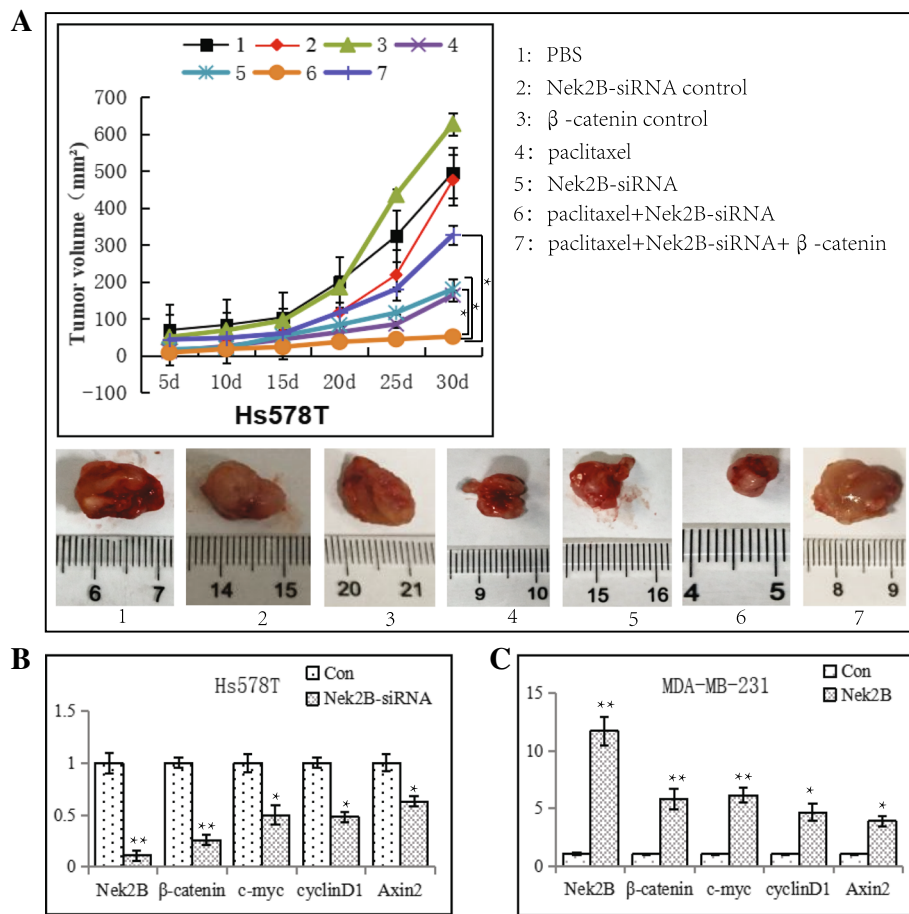 A
1 2 3 4
5 6 7
700
600
500
400
300
200
100
0
-100
Tumor volume（mm²）
5d 10d 15d 20d 25d 30d
Hs578T
* * *
1: PBS
2: Nek2B-siRNA control
3: β-catenin control
4: paclitaxel
5: Nek2B-siRNA
6: paclitaxel+Nek2B-siRNA
7: paclitaxel+Nek2B-siRNA+ β-catenin
6 7 14 15 20 21 9 10 15 16 4 5 8 9
1 2 3 4 5 6 7
B
Hs578T
Con
Nek2B-siRNA
1.5
1
0.5
0
** ** * * *
Nek2B β-catenin c-myc cyclinD1 Axin2
C
MDA-MB-231
Con
Nek2B
15
10
5
0
** ** ** * *
Nek2B β-catenin c-myc cyclinD1 Axin2